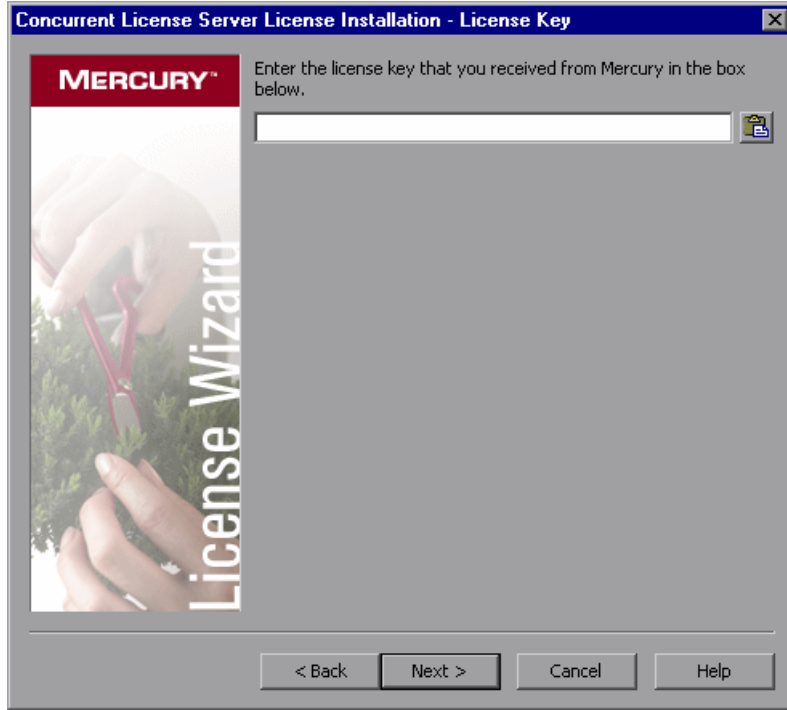 Concurrent License Server License Installation - License Key
MERCURY™
Enter the license key that you received from Mercury in the box
below.
License Wizard
< Back
Next >
Cancel
Help